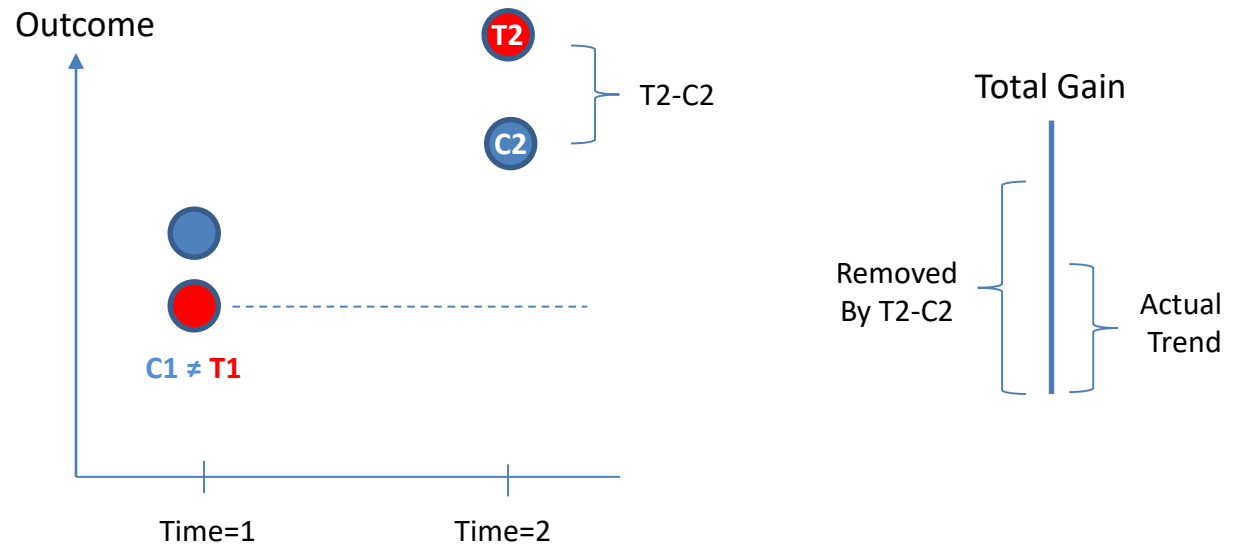 Outcome
T2
T2-C2
C2
C1 ≠ T1
Time=1
Time=2
Total Gain
Removed
By T2-C2
Actual
Trend